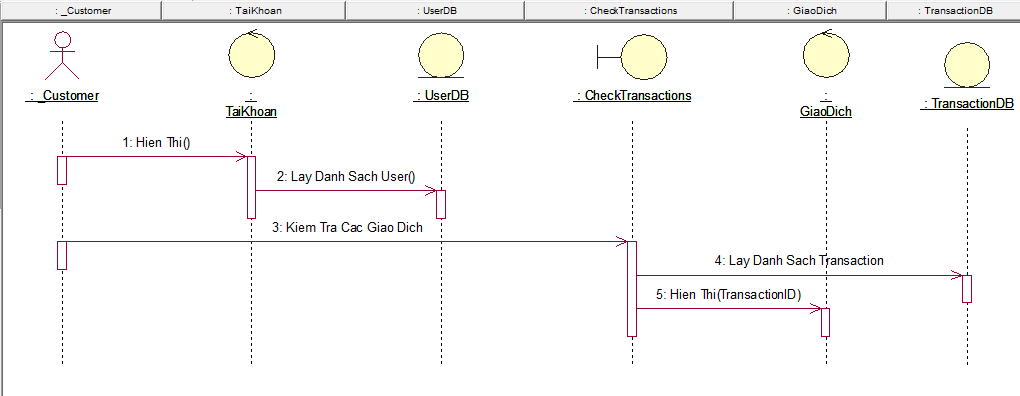 : _Customer
: TaiKhoan
: UserDB
: CheckTransactions
: GiaoDich
: TransactionDB
: _Customer
:
TaiKhoan
: UserDB
: CheckTransactions
:
GiaoDich
: TransactionDB
1: Hien Thi()
2: Lay Danh Sach User()
3: Kiem Tra Cac Giao Dich
4: Lay Danh Sach Transaction
5: Hien Thi(TransactionID)